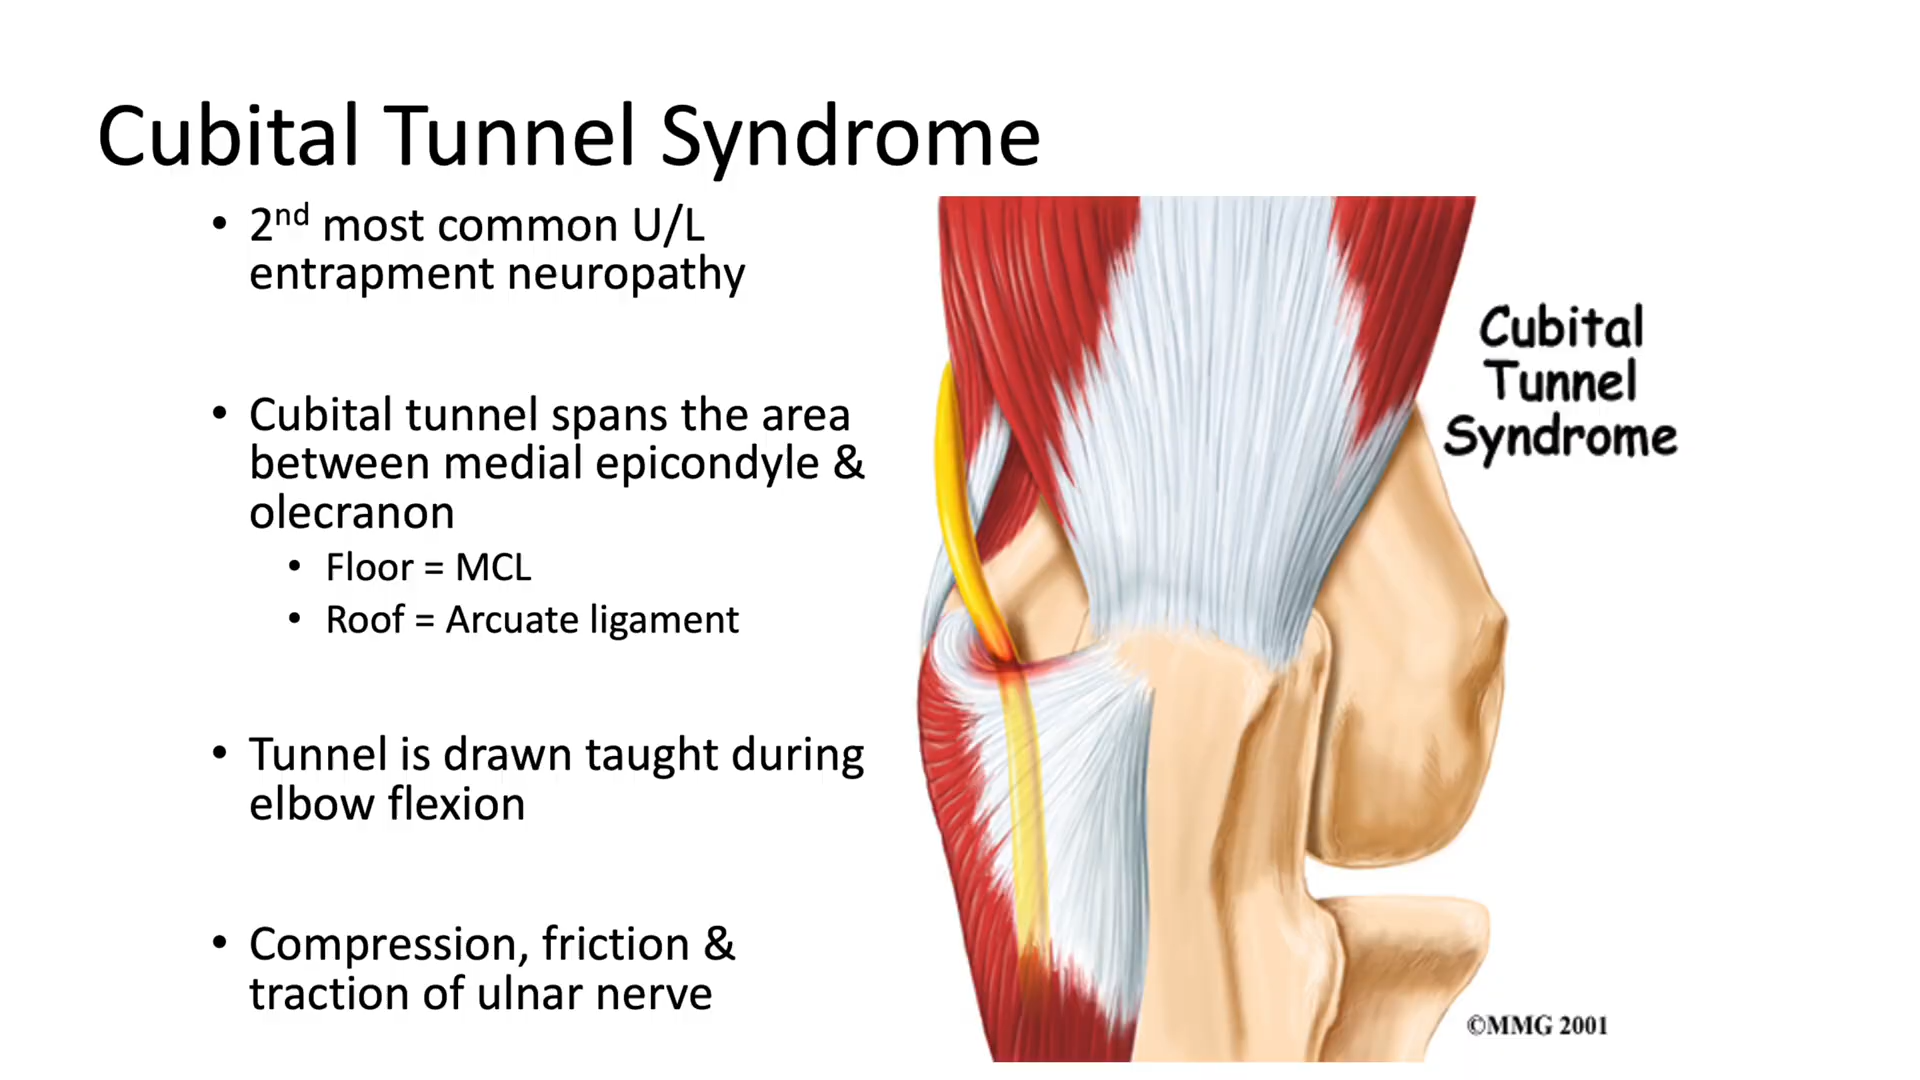 Cubital Tunnel Syndrome
• 2nd most common U/L
entrapment neuropathy
• Cubital tunnel spans the area
between medial epicondyle &
olecranon
• Floor = MCL
• Roof = Arcuate ligament
• Tunnel is drawn taught during
elbow flexion
• Compression, friction &
traction of ulnar nerve
Cubital
Tunnel
Syndrome
©MMG 2001